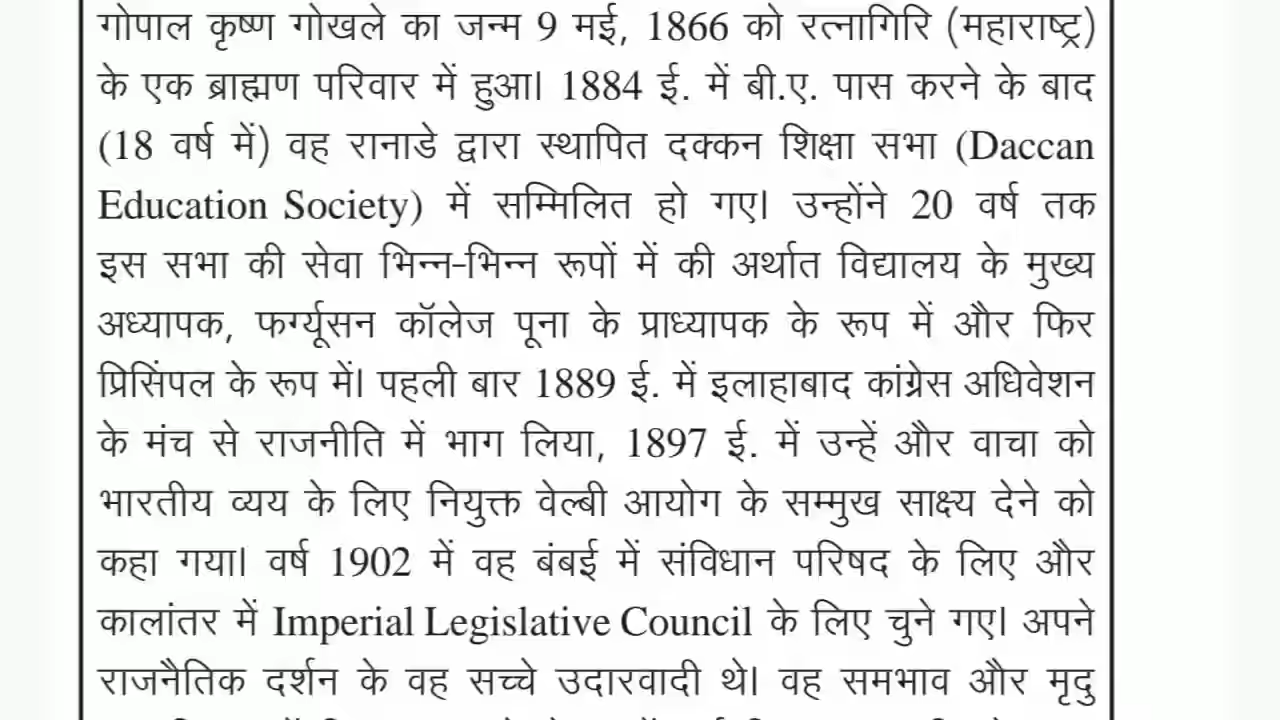 गोपाल कृष्ण गोखले का जन्म 9 मई, 1866 को रत्नागिरि (महाराष्ट्र)
के एक ब्राह्मण परिवार में हुआ। 1884 ई. में बी.ए. पास करने के बाद
(18 वर्ष में) वह रानाडे द्वारा स्थापित दक्कन शिक्षा सभा (Daccan
Education Society) में सम्मिलित हो गए। उन्होंने 20 वर्ष तक
इस सभा की सेवा भिन्न-भिन्न रूपों में की अर्थात विद्यालय के मुख्य
अध्यापक, फर्ग्यूसन कॉलेज पूना के प्राध्यापक के रूप में और फिर
प्रिसिंपल के रूप में। पहली बार 1889 ई. में इलाहाबाद कांग्रेस अधिवेशन
के मंच से राजनीति में भाग लिया, 1897 ई. में उन्हें और वाचा को
भारतीय व्यय के लिए नियुक्त वेल्बी आयोग के सम्मुख साक्ष्य देने को
कहा गया। वर्ष 1902 में वह बंबई में संविधान परिषद के लिए और
कालांतर में Imperial Legislative Council के लिए चुने गए। अपने
राजनैतिक दर्शन के वह सच्चे उदारवादी थे। वह समभाव और मृदु